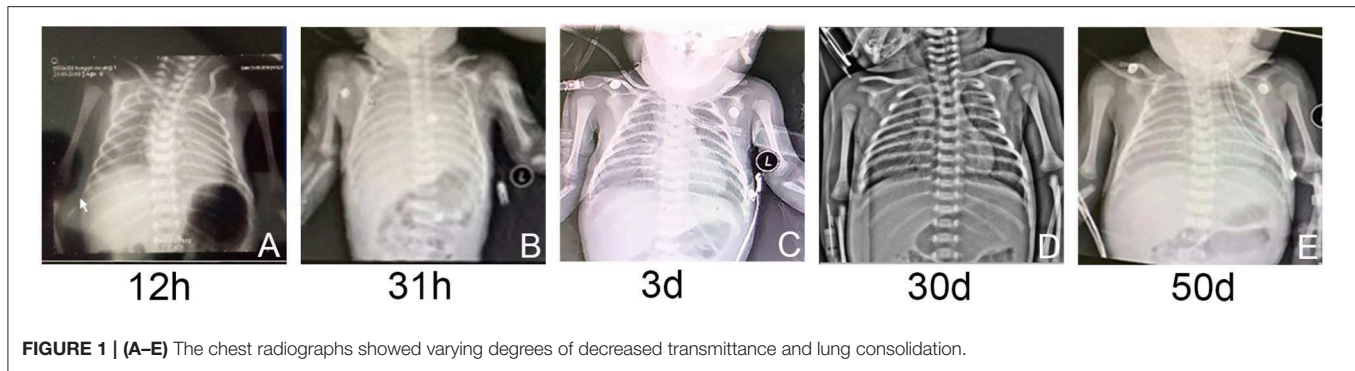 A
L
B
L
C
D
E
12h
31h
3d
30d
50d
FIGURE 1 | (A–E) The chest radiographs showed varying degrees of decreased transmittance and lung consolidation.